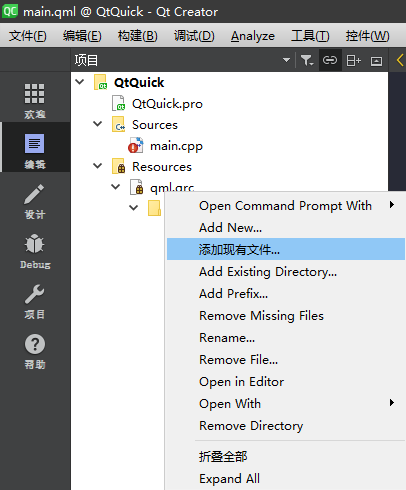 QC main.qml @ QtQuick - Qt Creator
文件(F) 编辑(E) 构建(B) 调试(D) Analyze 工具(T) 控件(W)
项目
欢迎
编辑
设计
Debug
项目
帮助
QtQuick
QtQuick.pro
Sources
main.cpp
Resources
qml.qrc
Open Command Prompt With
Add New...
添加现有文件...
Add Existing Directory...
Add Prefix...
Remove Missing Files
Rename...
Remove File...
Open in Editor
Open With
Remove Directory
折叠全部
Expand All